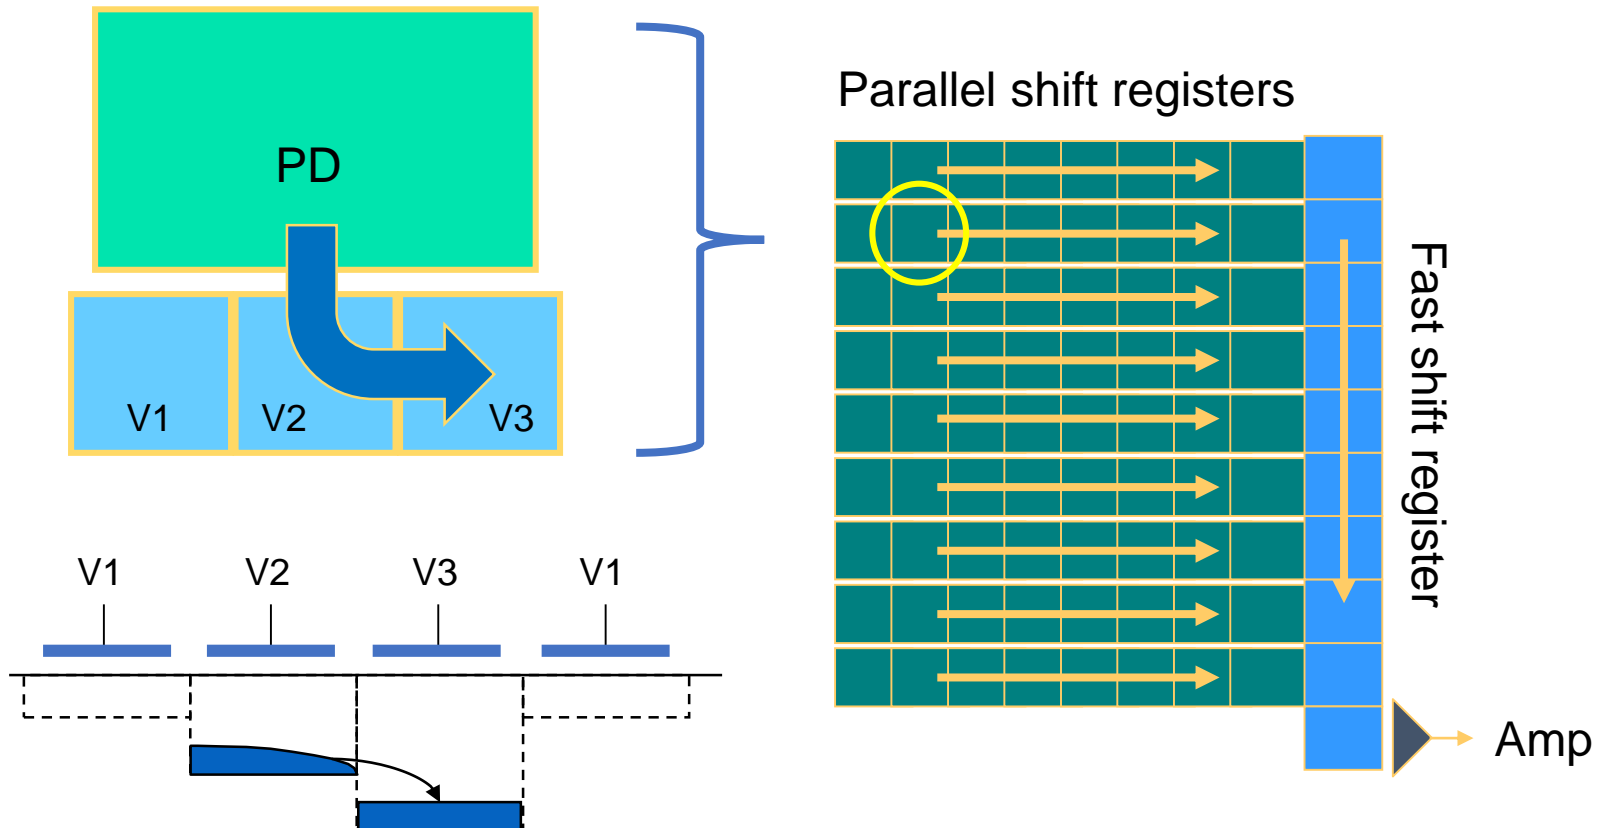 PD
V1
V2
V3
V1
V2
V3
V1
Parallel shift registers
Fast shift register
Amp